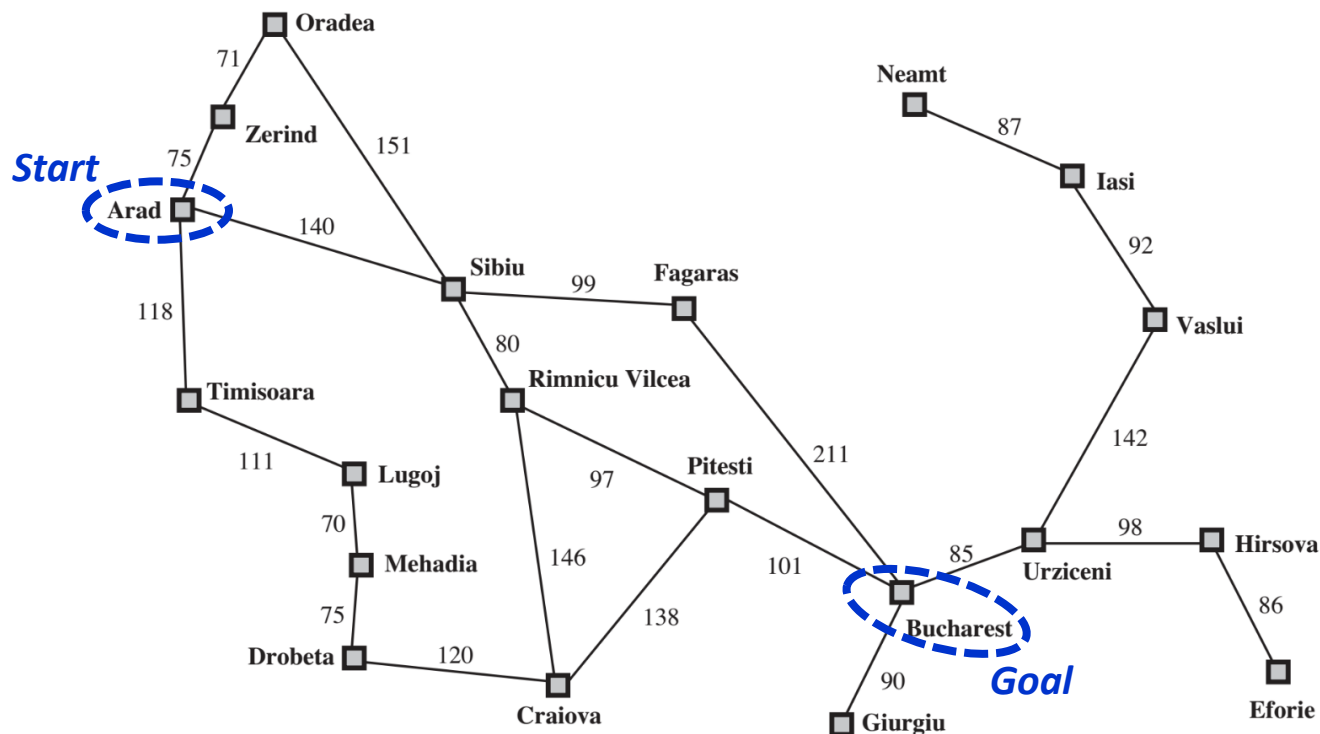 Oradea
71
Neamt
87
Zerind
151
75
Start
Iasi
Arad
140
92
Sibiu
Fagaras
99
118
Vaslui
80
Timisoara
Rimnicu Vilcea
142
111
211
Lugoj
97
Pitesti
70
98
Hirsova
146
Mehadia
101
85
Urziceni
86
75
138
Bucharest
Drobeta
120
Goal
90
Craiova
Giurgiu
Eforie